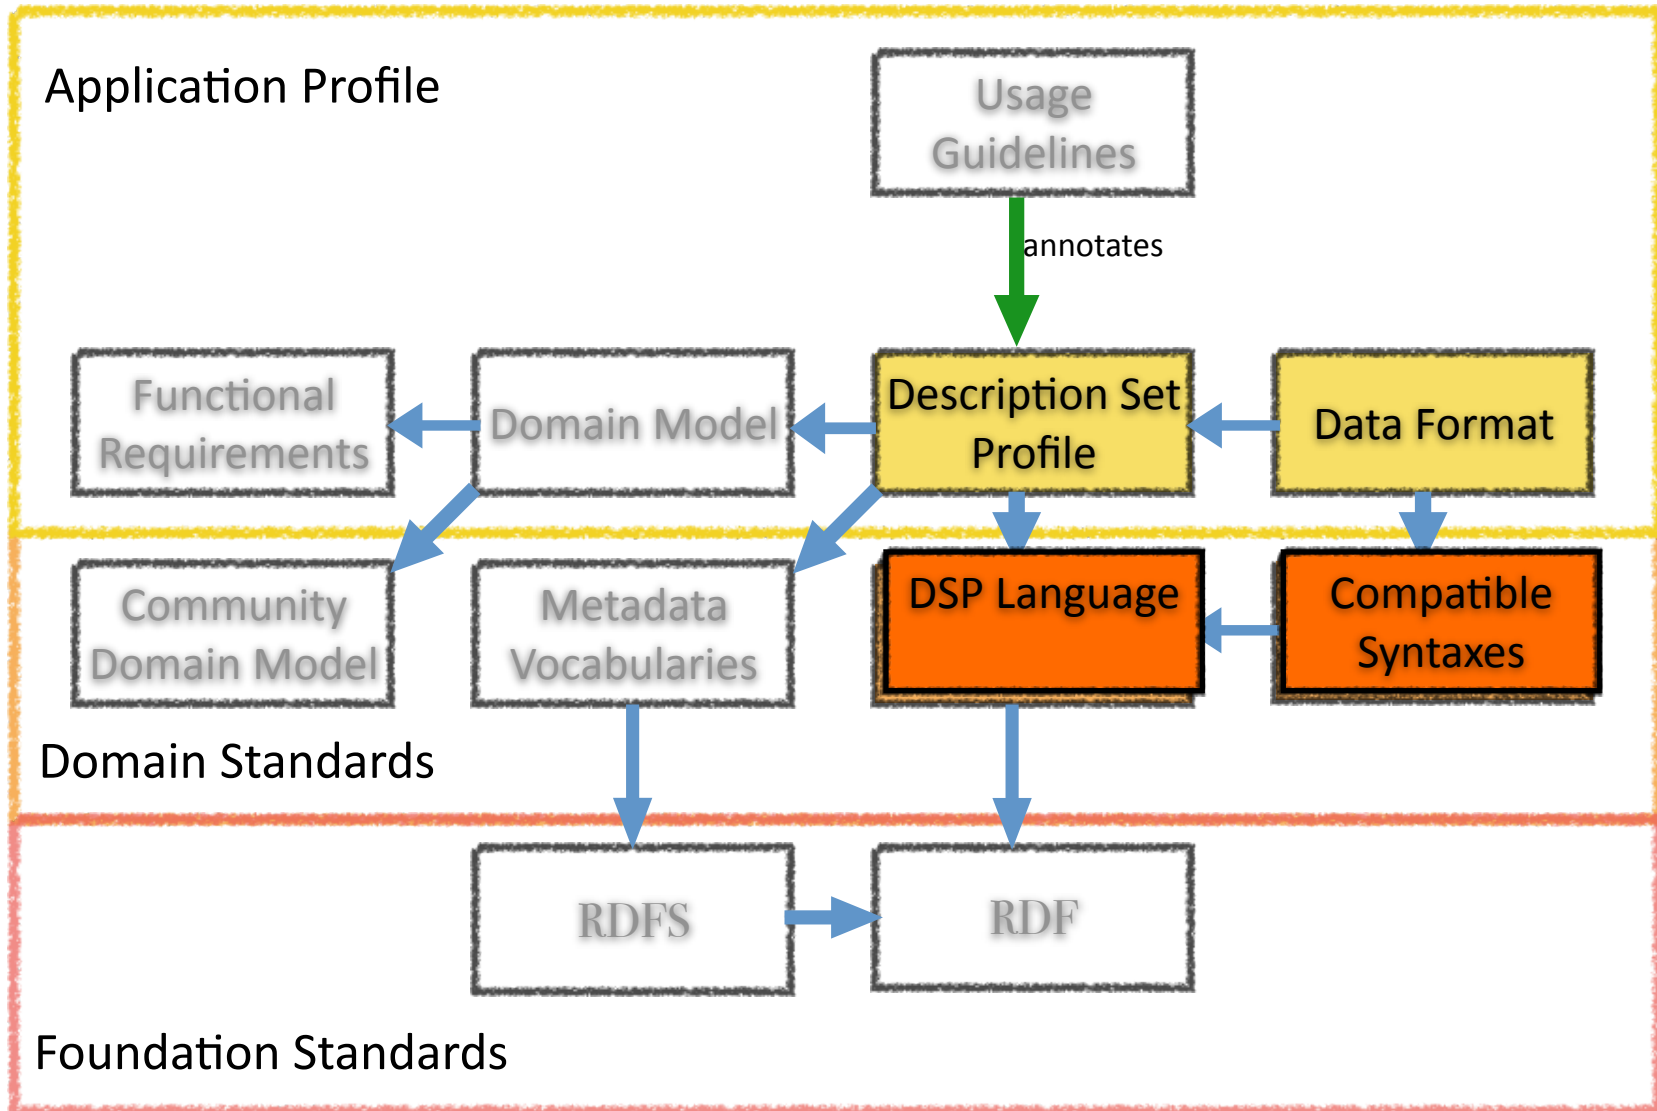 Application Profile
Usage
Guidelines
annotates
Functional
Requirements
Domain Model
Description Set
Profile
Data Format
Community
Domain Model
Metadata
Vocabularies
DSP Language
Compatible
Syntaxes
Domain Standards
RDFS
RDF
Foundation Standards